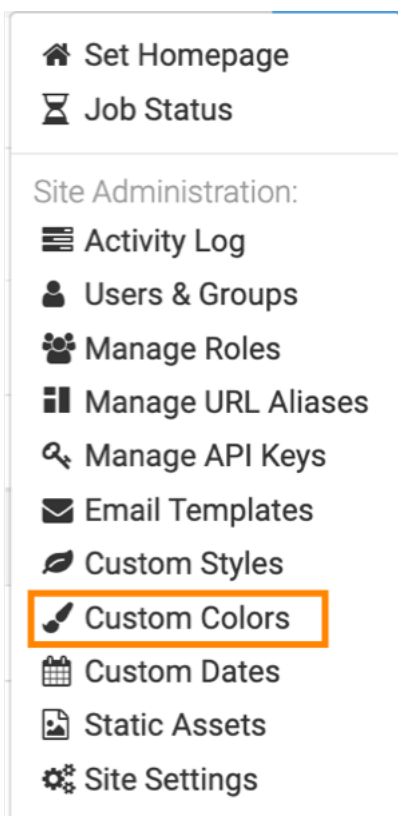 Set Homepage
Job Status
Site Administration:
Activity Log
Users & Groups
Manage Roles
Manage URL Aliases
Manage API Keys
Email Templates
Custom Styles
Custom Colors
Custom Dates
Static Assets
Site Settings